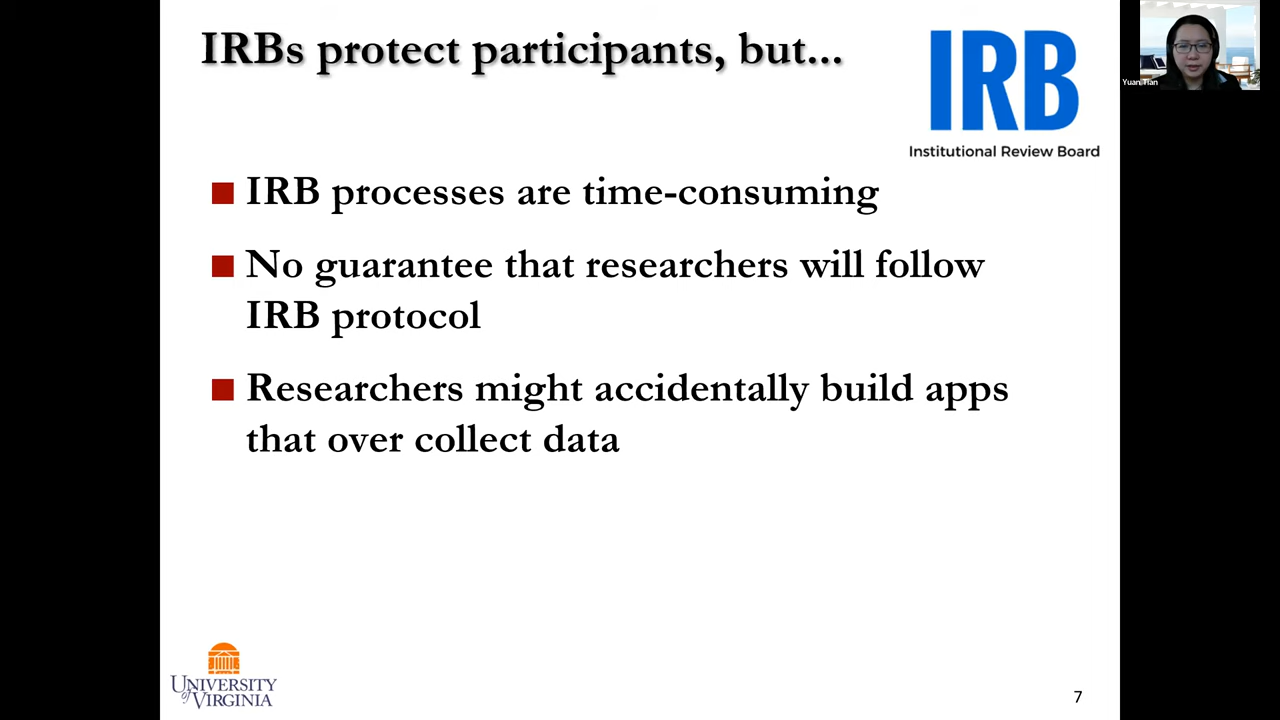 IRBs protect participants, but...
IRB
Institutional Review Board
Yuan Tian
IRB processes are time-consuming
No guarantee that researchers will follow
IRB protocol
Researchers might accidentally build apps
that over collect data
UNIVERSITY
of VIRGINIA
7